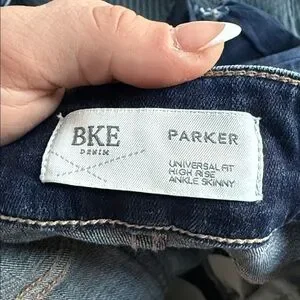 BKE
DENIM
PARKER
UNIVERSAL FIT
HIGH RISE
ANKLE SKINNY